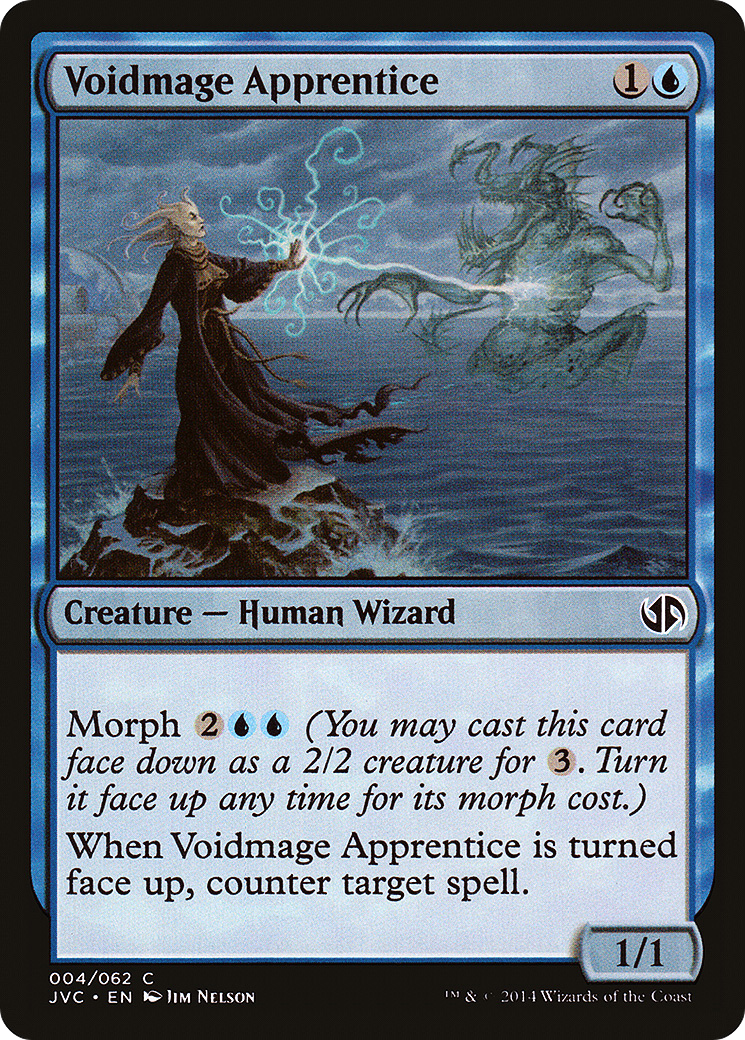 Voidmage Apprentice 1
Creature — Human Wizard
Morph 2 (You may cast this card
face down as a 2/2 creature for 3. Turn
it face up any time for its morph cost.)
When Voidmage Apprentice is turned
face up, counter target spell.
1/1
004/062 C
JVC • EN Jim Nelson
™ & © 2014 Wizards of the Coast